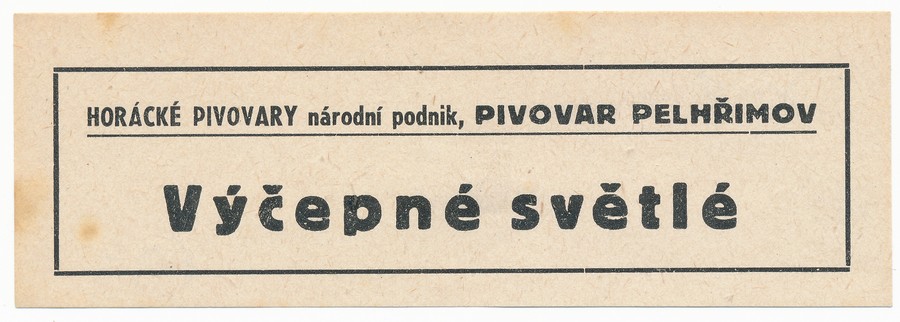 HORÁCKÉ PIVOVARY národní podnik, PIVOVAR PELHŘIMOV
Výčepné světlé